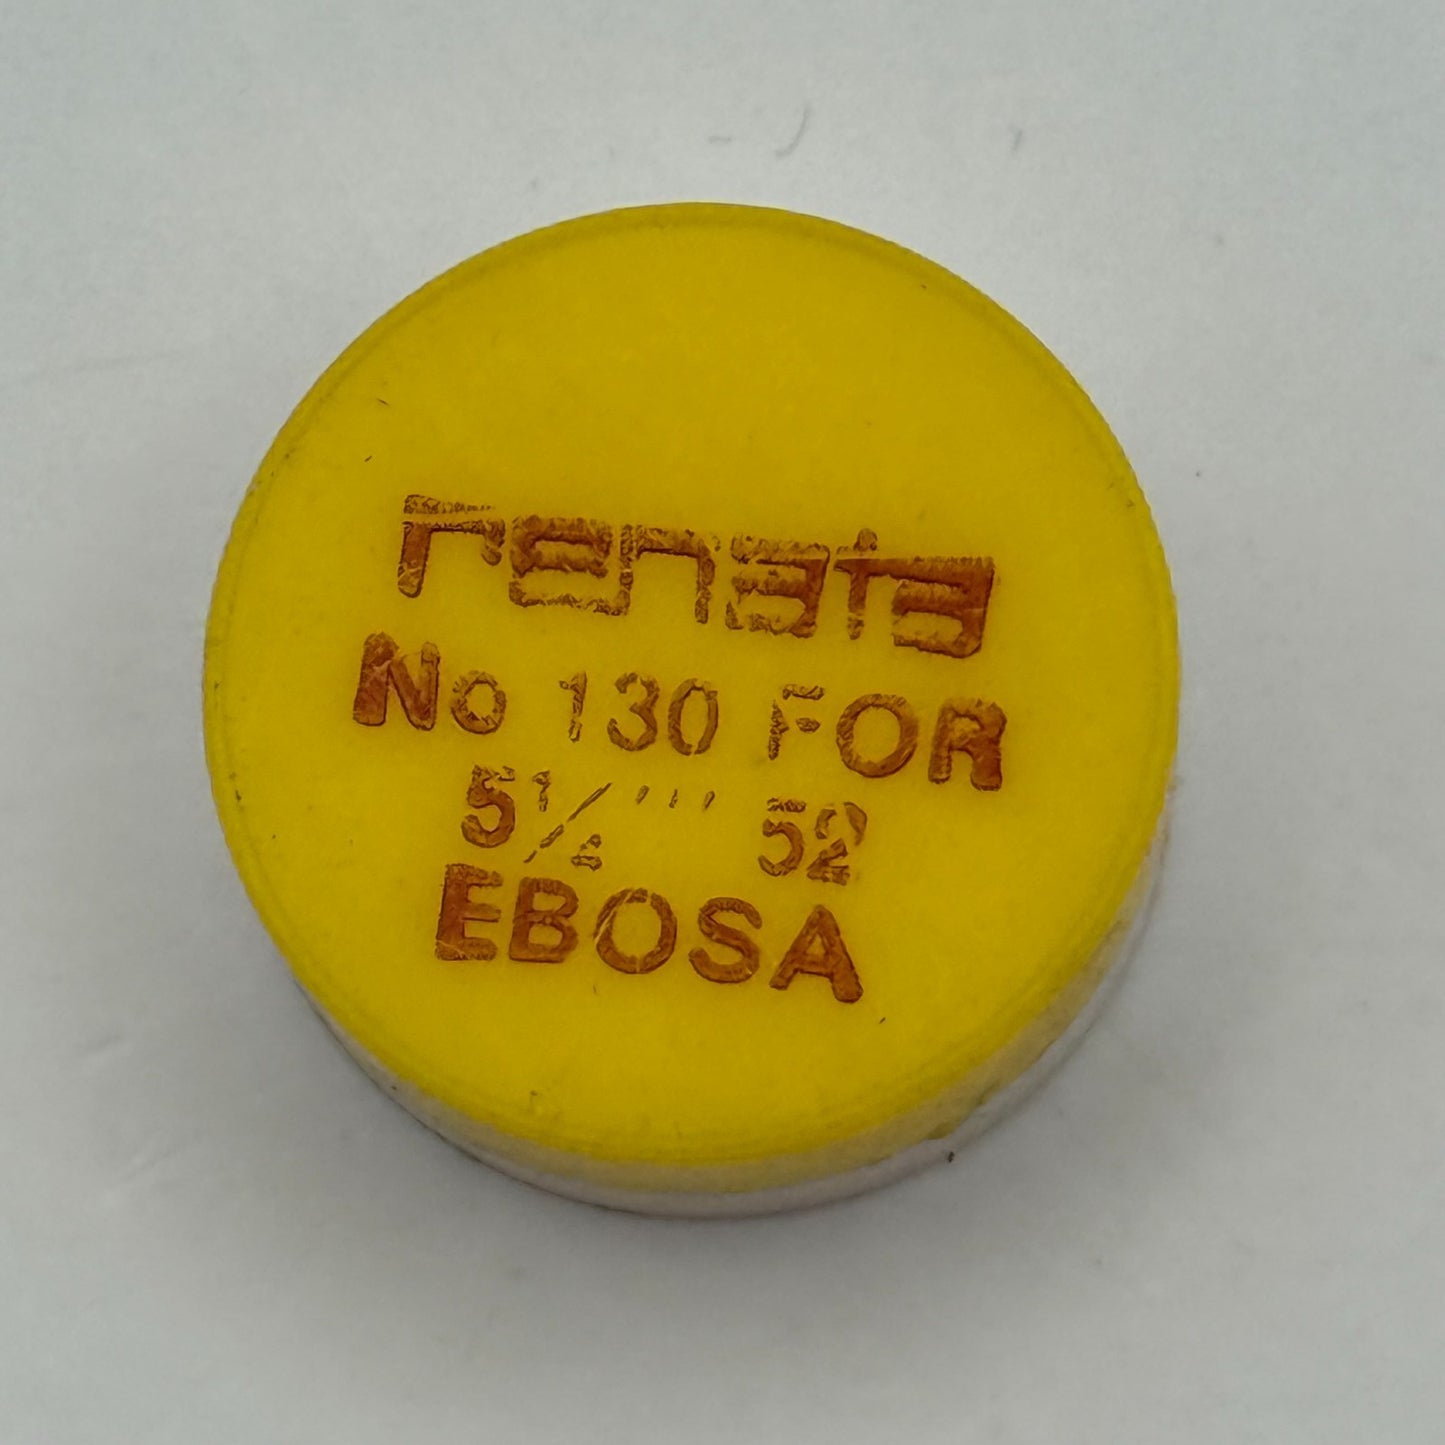 renata
No 130 FOR
5½''' 52
EBOSA